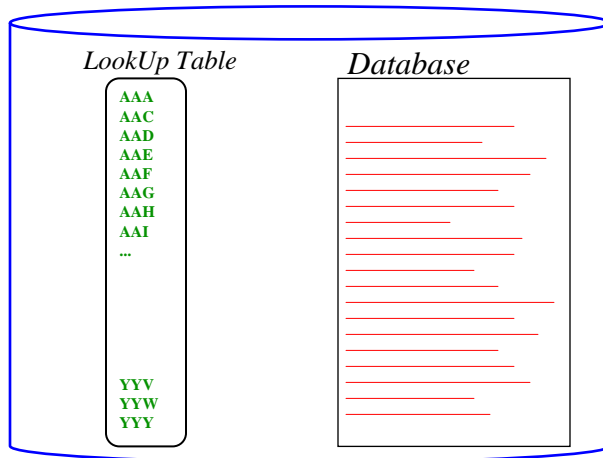 LookUp Table
Database
AAA
AAC
AAD
AAE
AAF
AAG
AAH
AAI
...
YYV
YYW
YYY